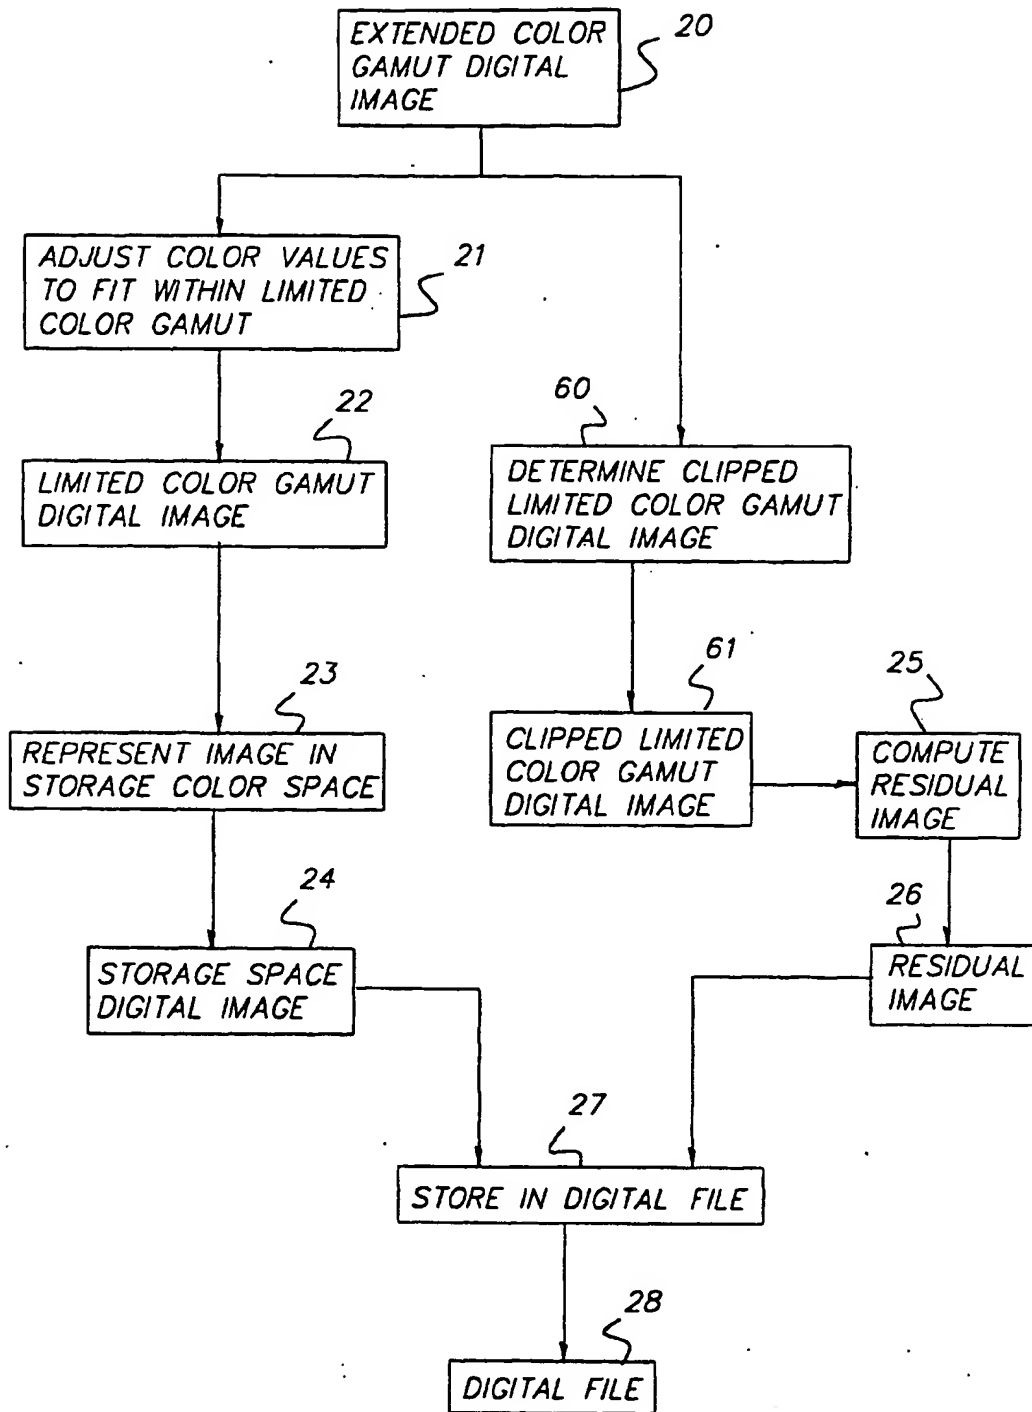 EXTENDED COLOR
GAMUT DIGITAL
IMAGE
20
ADJUST COLOR VALUES
TO FIT WITHIN LIMITED
COLOR GAMUT
21
22
LIMITED COLOR GAMUT
DIGITAL IMAGE
60
DETERMINE CLIPPED
LIMITED COLOR GAMUT
DIGITAL IMAGE
23
REPRESENT IMAGE IN
STORAGE COLOR SPACE
61
CLIPPED LIMITED
COLOR GAMUT
DIGITAL IMAGE
25
COMPUTE
RESIDUAL
IMAGE
24
STORAGE SPACE
DIGITAL IMAGE
26
RESIDUAL
IMAGE
27
STORE IN DIGITAL FILE
28
DIGITAL FILE